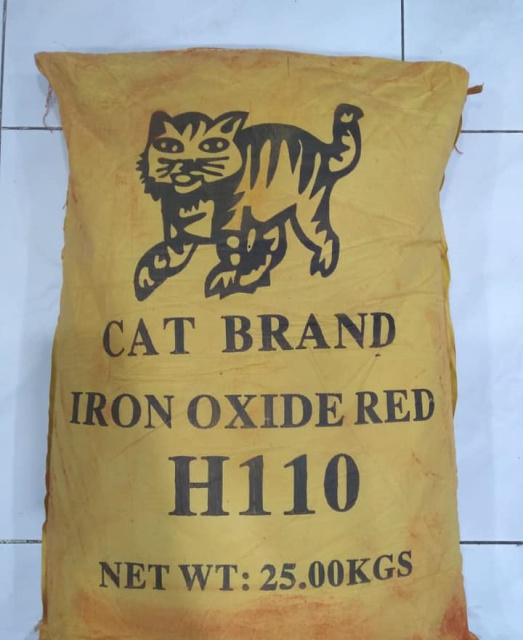 CAT BRAND
IRON OXIDE RED
H110
NET WT: 25.00KGS